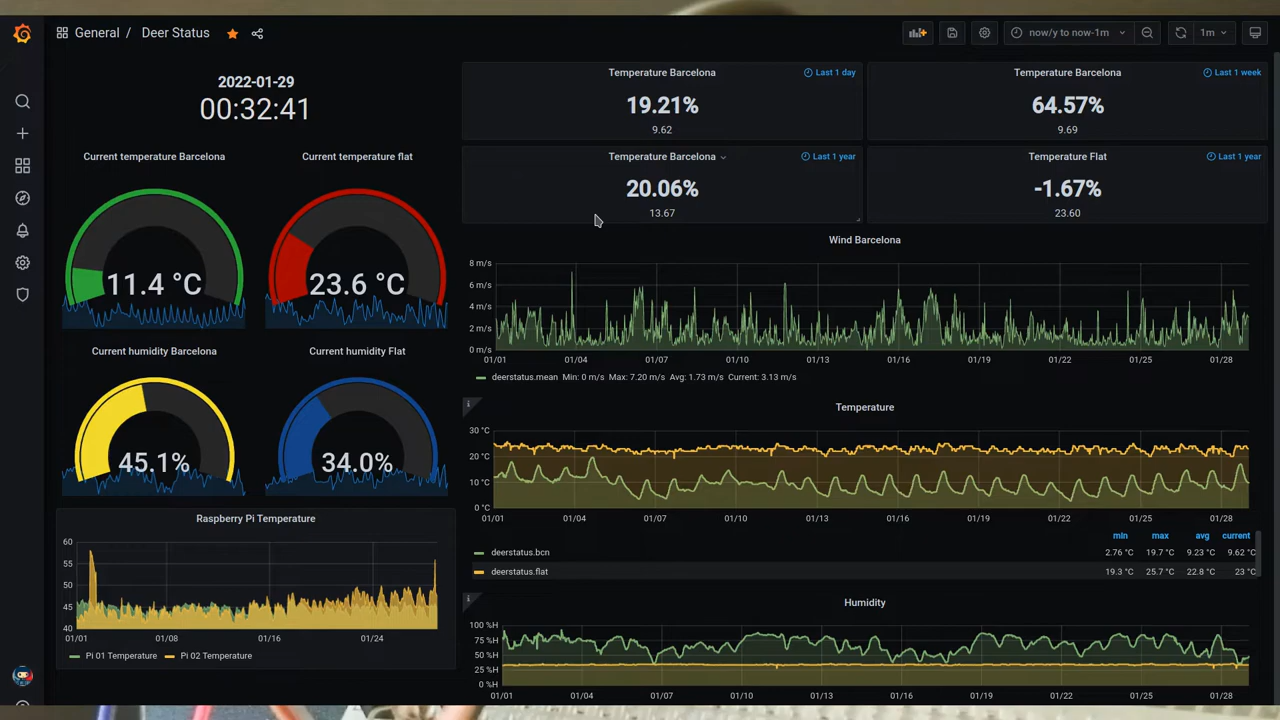 General / Deer Status
now/y to now-1m
1m
2022-01-29
00:32:41
Current temperature Barcelona
11.4 °C
Current temperature flat
23.6 °C
Current humidity Barcelona
45.1%
Current humidity Flat
34.0%
Raspberry Pi Temperature
60
55
50
45
40
01/01 01/08 01/16 01/24
Pi 01 Temperature Pi 02 Temperature
Temperature Barcelona
Last 1 day
19.21%
9.62
Temperature Barcelona
Last 1 week
64.57%
9.69
Temperature Barcelona
Last 1 year
20.06%
13.67
Temperature Flat
Last 1 year
-1.67%
23.60
Wind Barcelona
8 m/s
6 m/s
4 m/s
2 m/s
0 m/s
01/01 01/04 01/07 01/10 01/13 01/16 01/19 01/22 01/25 01/28
deerstatus.mean Min: 0 m/s Max: 7.20 m/s Avg: 1.73 m/s Current: 3.13 m/s
i
Temperature
30 °C
20 °C
10 °C
0 °C
01/01 01/04 01/07 01/10 01/13 01/16 01/19 01/22 01/25 01/28
min max avg current
deerstatus.bcn 2.76 °C 19.7 °C 9.23 °C 9.62 °C
deerstatus.flat 19.3 °C 25.7 °C 22.8 °C 23 °C
i
Humidity
100 %H
75 %H
50 %H
25 %H
0 %H
01/01 01/04 01/07 01/10 01/13 01/16 01/19 01/22 01/25 01/28